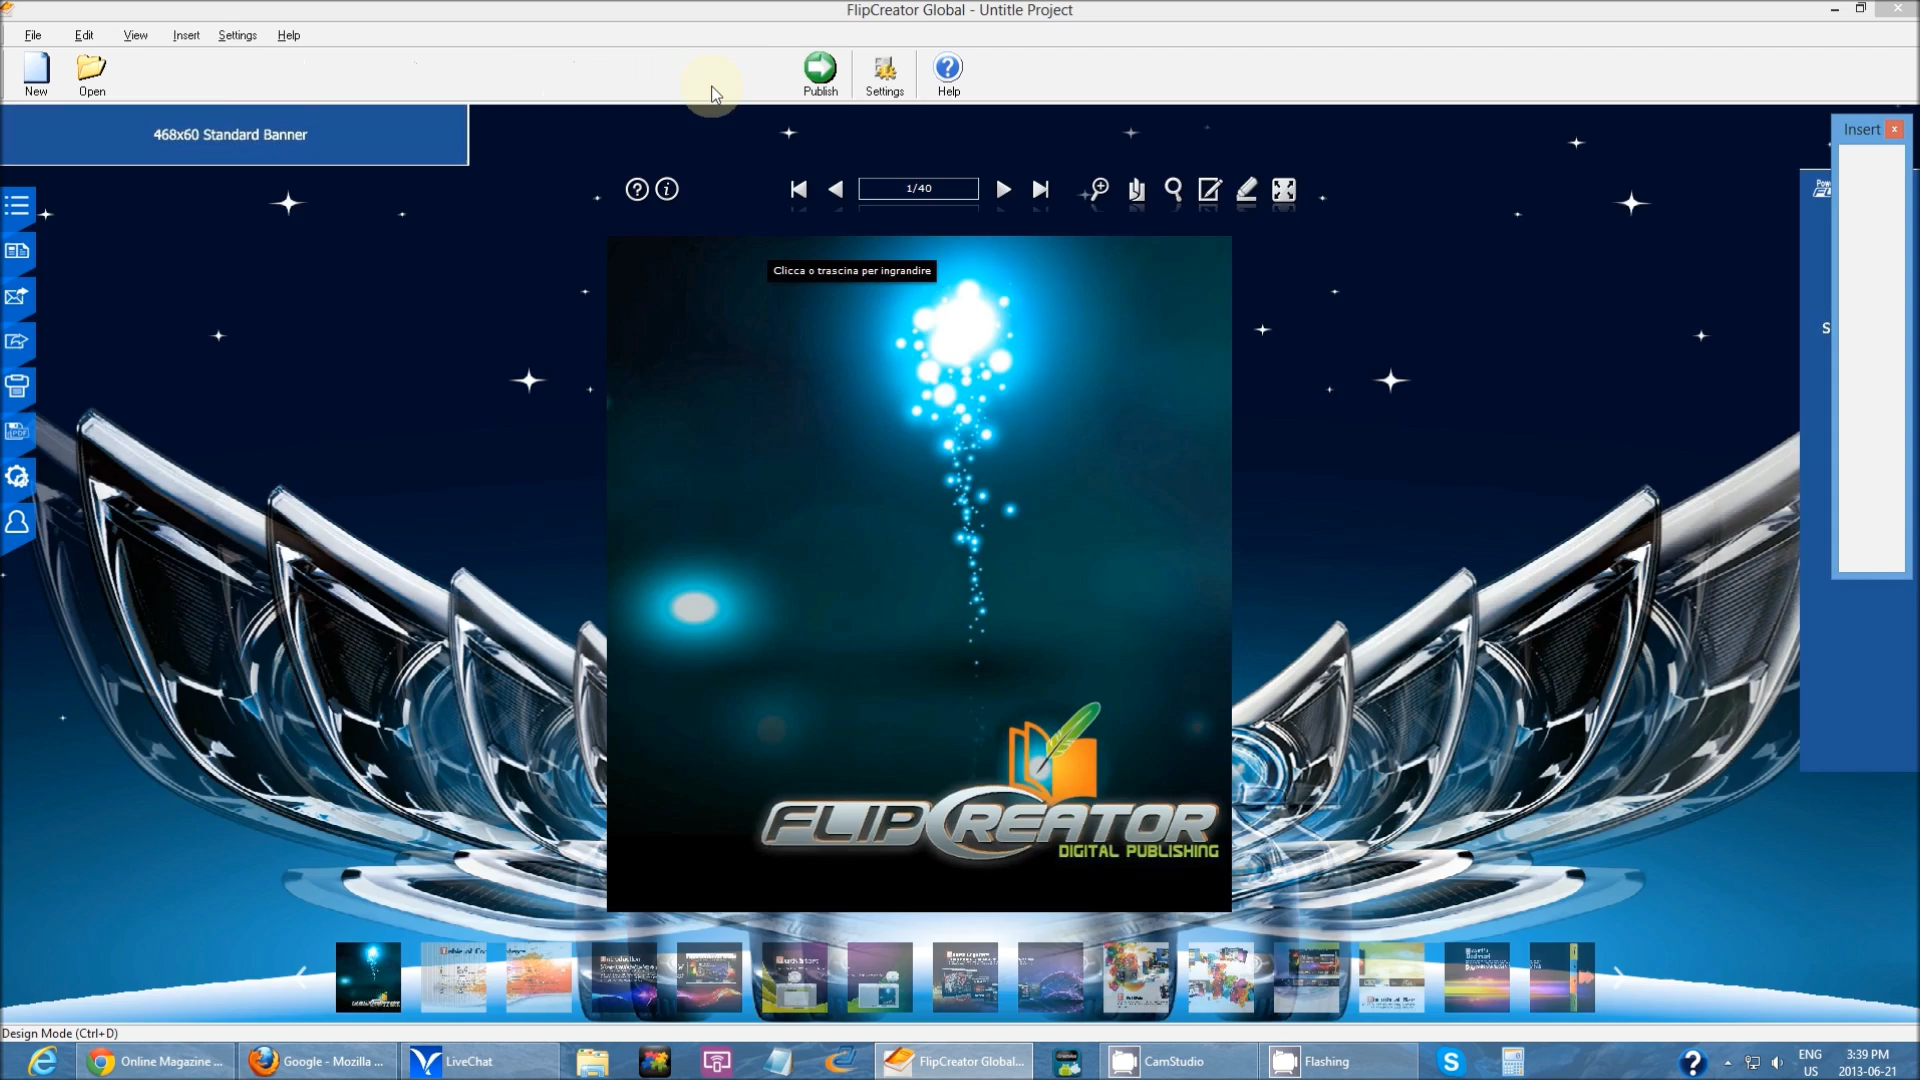 FlipCreator Global - Untitle Project
File Edit View Insert Settings Help
New Open Publish Settings Help
468x60 Standard Banner
Insert
1/40
Clicca o trascina per ingrandire
PDF
FLIPCREATOR
DIGITAL PUBLISHING
Design Mode (Ctrl+D)
Online Magazine ...
Google - Mozilla ...
LiveChat
FlipCreator Global...
CamStudio
Flashing
ENG
US
3:39 PM
2013-06-21